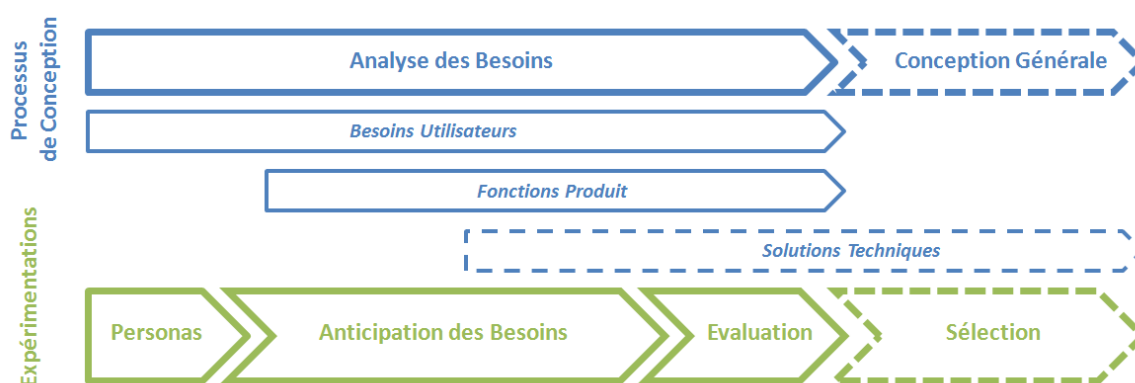 Processus
de Conception
Analyse des Besoins
Conception Générale
Besoins Utilisateurs
Fonctions Produit
Solutions Techniques
Expérimentations
Personas
Anticipation des Besoins
Evaluation
Sélection